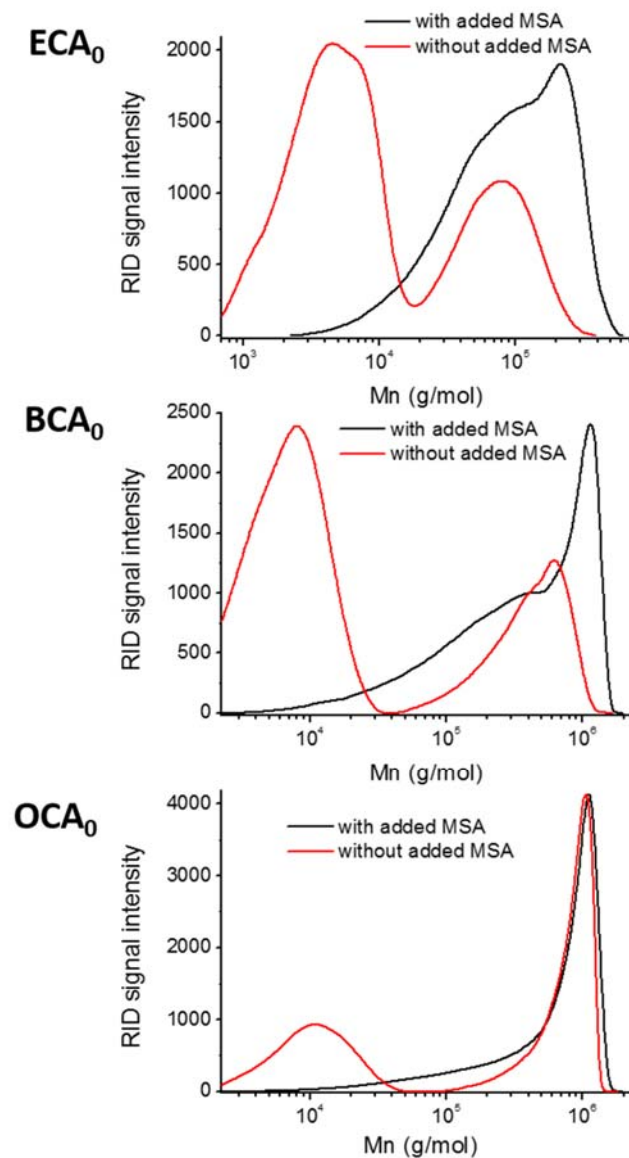 ECA₀
with added MSA
without added MSA
2000
1500
1000
500
0
RID signal intensity
10³ 10⁴ 10⁵
Mn (g/mol)
BCA₀
with added MSA
without added MSA
2500
2000
1500
1000
500
0
RID signal intensity
10⁴ 10⁵ 10⁶
Mn (g/mol)
OCA₀
with added MSA
without added MSA
4000
3000
2000
1000
0
RID signal intensity
10⁴ 10⁵ 10⁶
Mn (g/mol)